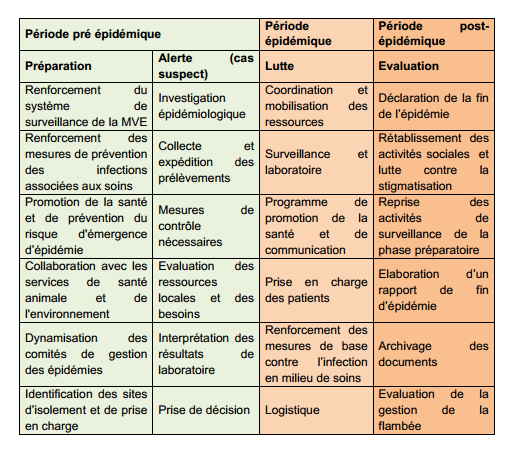 Période pré épidémique
Période
épidémique
Période post-
épidémique
Préparation
Alerte (cas
suspect)
Lutte
Evaluation
Renforcement du
système de
surveillance de la MVE
Investigation
épidémiologique
Coordination et
mobilisation des
ressources
Déclaration de la fin
de l'épidémie
Renforcement des
mesures de prévention
des infections
associées aux soins
Collecte et
expédition des
prélèvements
Surveillance et
laboratoire
Rétablissement des
activités sociales et
lutte contre la
stigmatisation
Promotion de la santé
et de prévention du
risque d'émergence
d'épidémie
Mesures de
contrôle
nécessaires
Programme de
promotion de la
santé et de
communication
Reprise des
activités de
surveillance de la
phase préparatoire
Collaboration avec les
services de santé
animale et de
l'environnement
Evaluation des
ressources
locales et des
besoins
Prise en charge
des patients
Elaboration d'un
rapport de fin
d'épidémie
Dynamisation des
comités de gestion
des épidémies
Interprétation des
résultats de
laboratoire
Renforcement des
mesures de base
contre l'infection
en milieu de soins
Archivage des
documents
Identification des sites
d'isolement et de prise
en charge
Prise de décision
Logistique
Evaluation de la
gestion de la
flambée